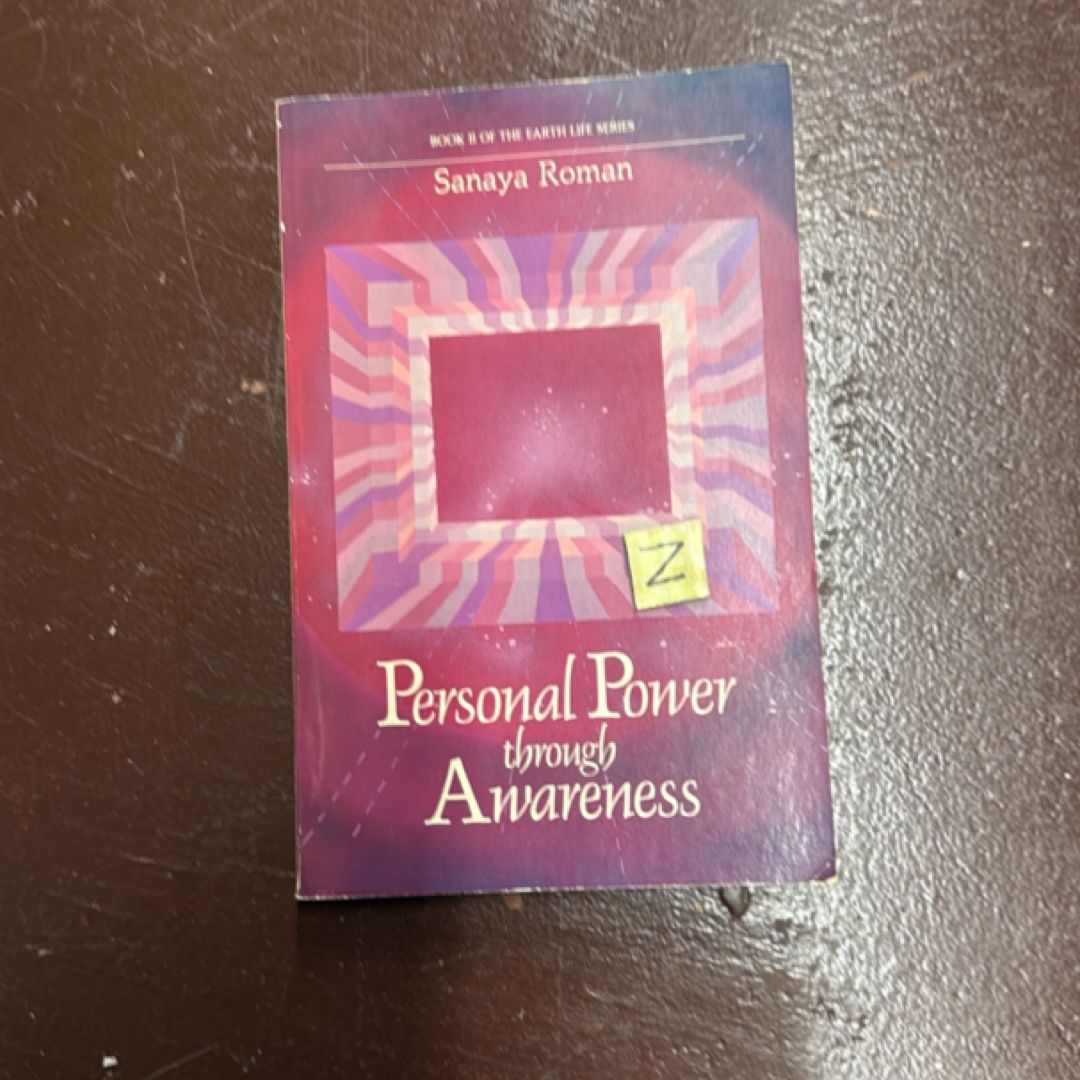 BOOK II OF THE EARTH LIFE SERIES
Sanaya Roman
Z
Personal Power
through
Awareness